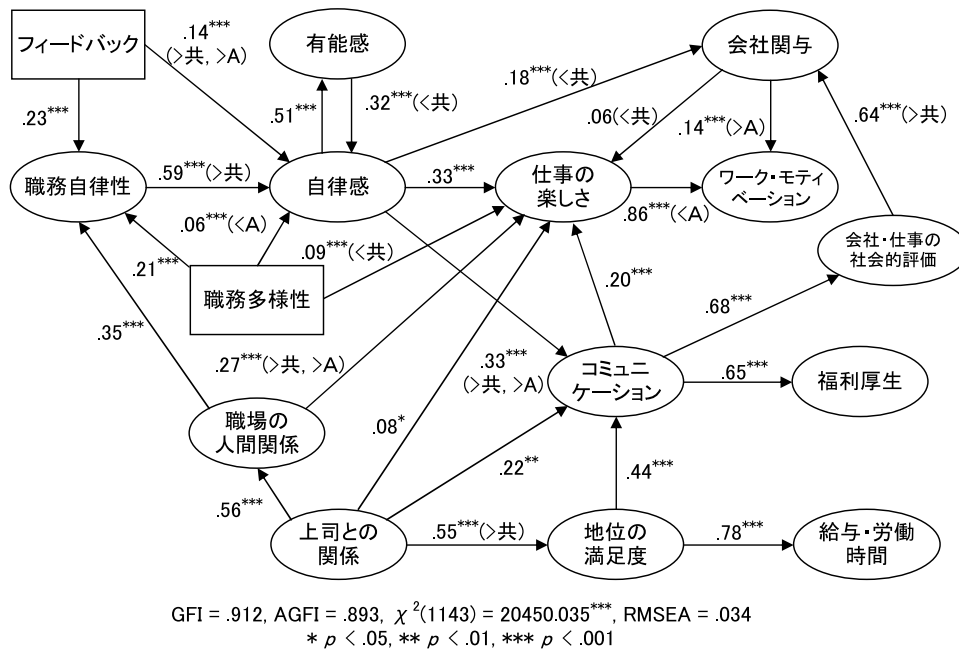 フィードバック
.14***
(>共, >A)
有能感
会社関与
.18***(<共)
.23***
.51***
.32***(<共)
.06(<共)
.14***(>A)
.64***(>共)
職務自律性
.59***(>共)
自律感
.33***
仕事の
楽しさ
.86***(<A)
ワーク・モティ
ベーション
.06***(<A)
.21***
.09***(<共)
会社・仕事の
社会的評価
職務多様性
.20***
.68***
.35***
.27***(>共, >A)
.33***
(>共, >A)
コミュニ
ケーション
.65***
福利厚生
職場の
人間関係
.08*
.22**
.44***
.56***
上司との
関係
.55***(>共)
地位の
満足度
.78***
給与・労働
時間
GFI = .912, AGFI = .893, χ²(1143) = 20450.035***, RMSEA = .034
* p < .05, ** p < .01, *** p < .001